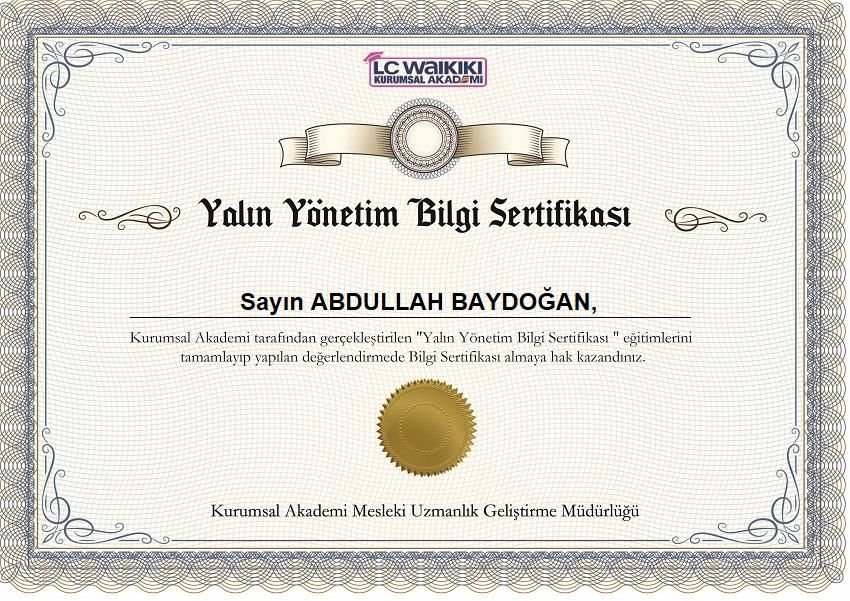 LC WAIKIKI
KURUMSAL AKADEMİ
Yalın Yönetim Bilgi Sertifikası
Sayın ABDULLAH BAYDOĞAN,
Kurumsal Akademi tarafından gerçekleştirilen "Yalın Yönetim Bilgi Sertifikası " eğitimlerini
tamamlayıp yapılan değerlendirmede Bilgi Sertifikası almaya hak kazandınız.
Kurumsal Akademi Mesleki Uzmanlık Geliştirme Müdürlüğü